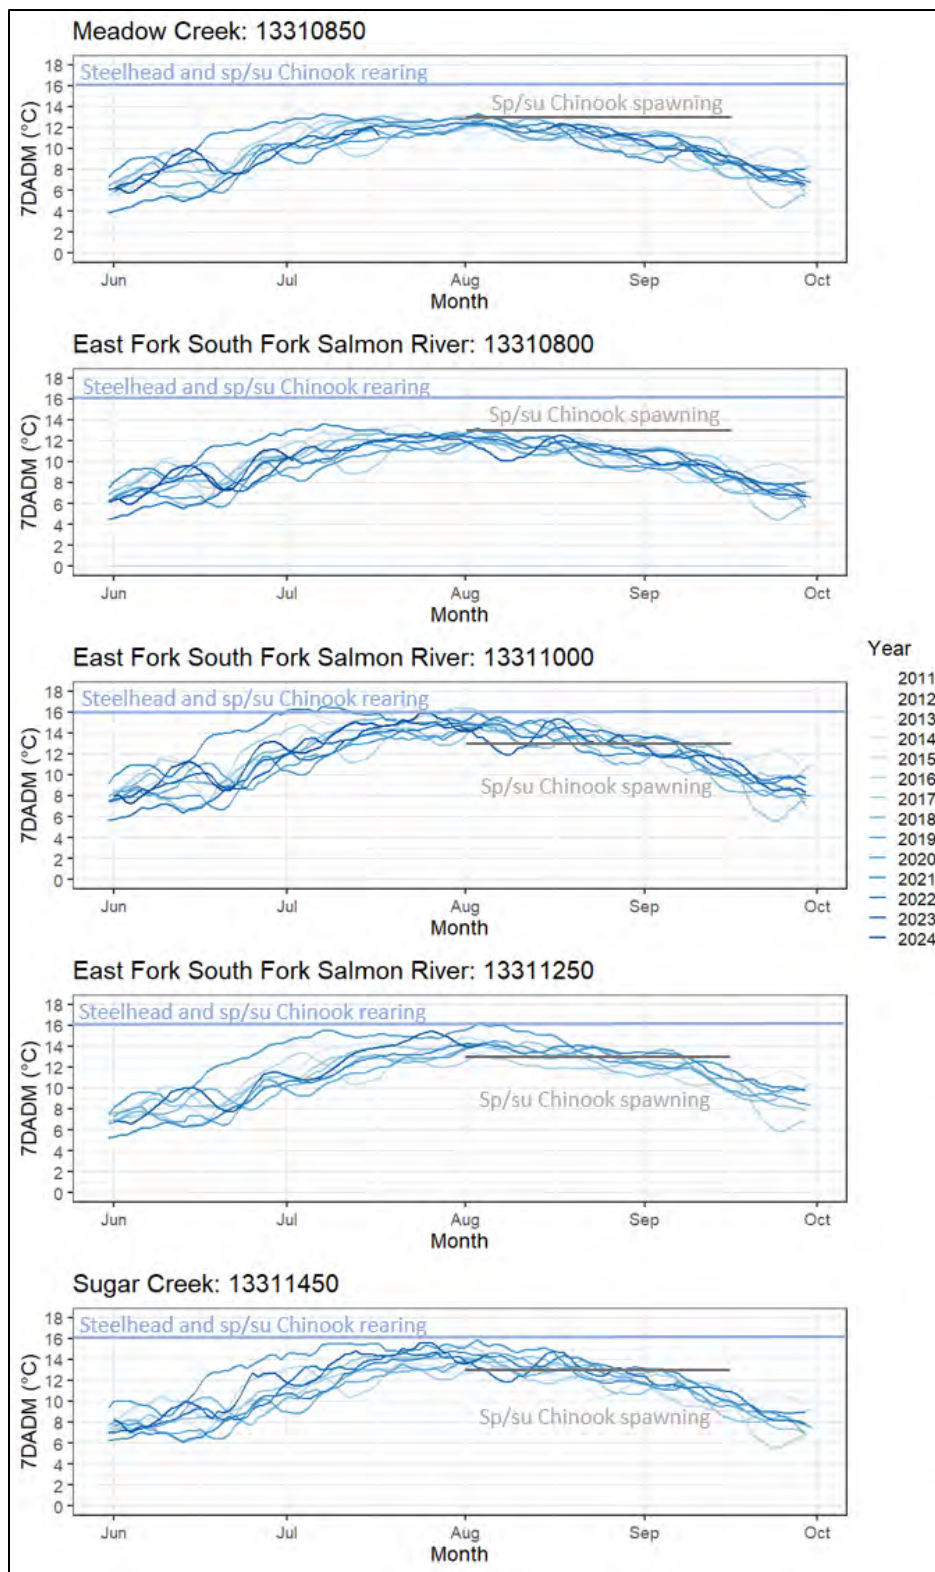 Meadow Creek: 13310850
18
Steelhead and sp/su Chinook rearing
16
Sp/su Chinook spawning
14
12
10
8
6
4
2
0
7DADM (°C)
Jun Jul Aug Sep Oct
Month
East Fork South Fork Salmon River: 13310800
18
Steelhead and sp/su Chinook rearing
16
Sp/su Chinook spawning
14
12
10
8
6
4
2
0
7DADM (°C)
Jun Jul Aug Sep Oct
Month
East Fork South Fork Salmon River: 13311000
18
Steelhead and sp/su Chinook rearing
16
14
12
10
Sp/su Chinook spawning
8
6
4
2
0
7DADM (°C)
Jun Jul Aug Sep Oct
Month
Year
2011
2012
2013
2014
2015
2016
2017
2018
2019
2020
2021
2022
2023
2024
East Fork South Fork Salmon River: 13311250
18
Steelhead and sp/su Chinook rearing
16
14
12
10
Sp/su Chinook spawning
8
6
4
2
0
7DADM (°C)
Jun Jul Aug Sep Oct
Month
Sugar Creek: 13311450
18
Steelhead and sp/su Chinook rearing
16
14
12
10
Sp/su Chinook spawning
8
6
4
2
0
7DADM (°C)
Jun Jul Aug Sep Oct
Month